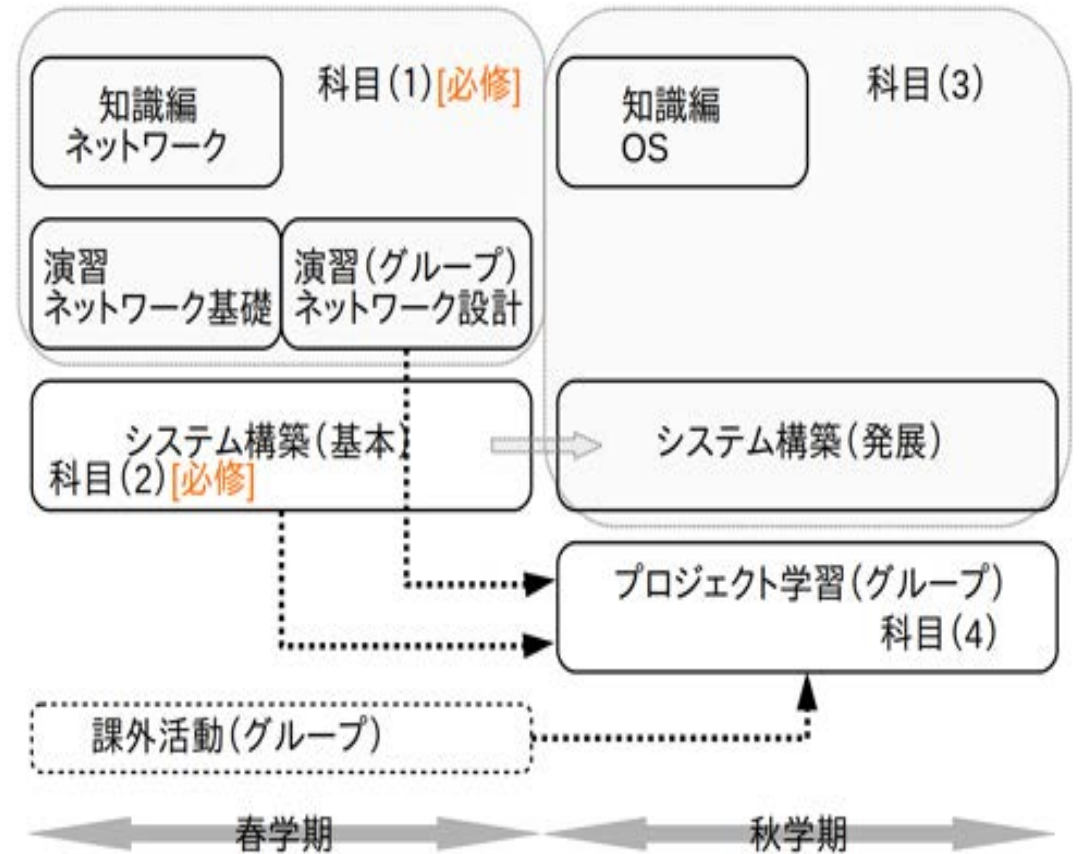 知識編
ネットワーク
科目(1)[必修]
演習
ネットワーク基礎
演習(グループ)
ネットワーク設計
システム構築(基本)
科目(2)[必修]
課外活動(グループ)
春学期
知識編
OS
科目(3)
システム構築(発展)
プロジェクト学習(グループ)
科目(4)
秋学期